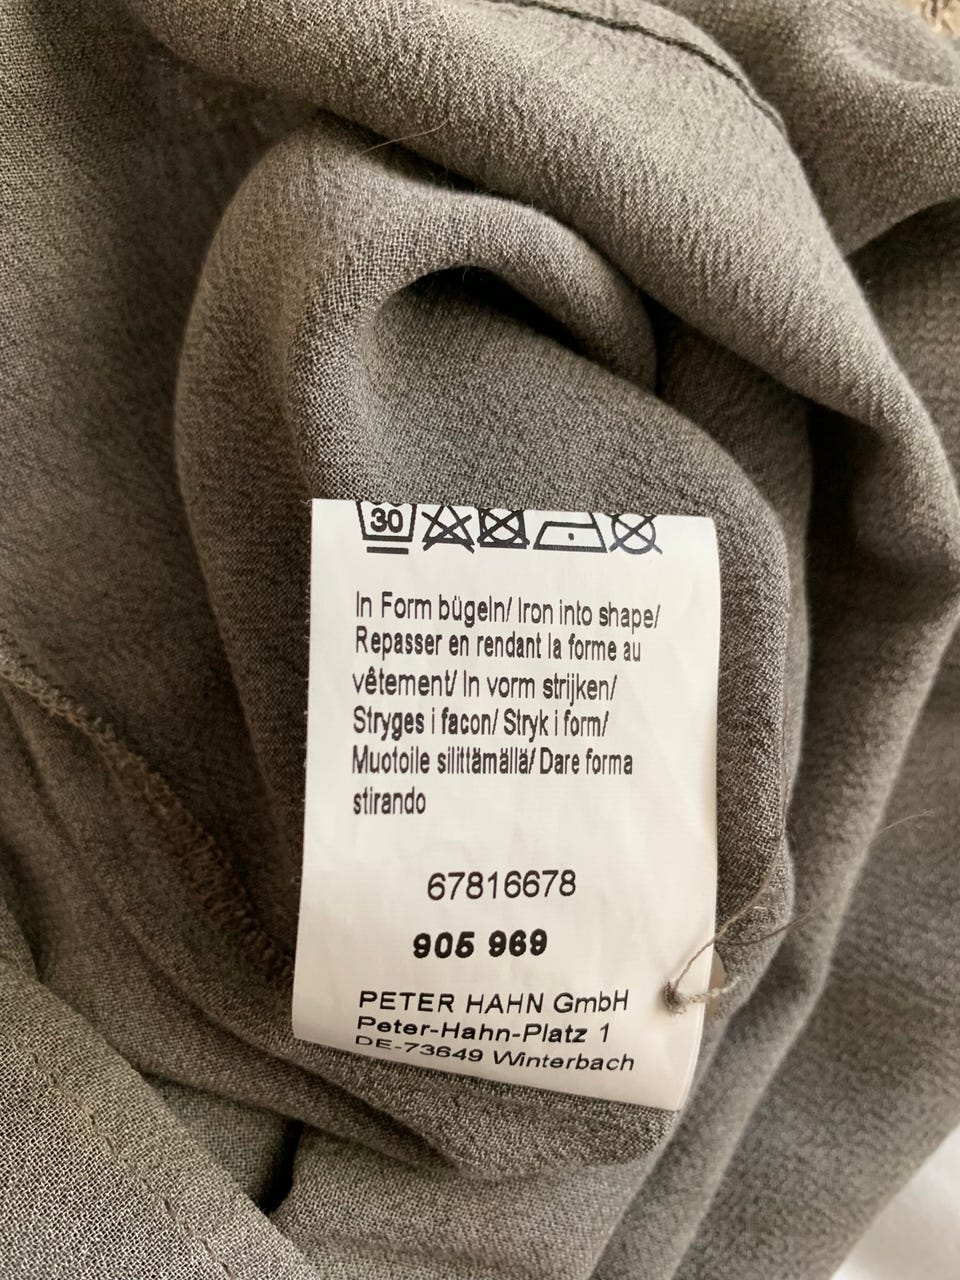 30
In Form bügeln/ Iron into shape/
Repasser en rendant la forme au
vêtement/ In vorm strijken/
Stryges i facon/ Stryk i form/
Muotoile silittämällä/ Dare forma
stirando
67816678
905 969
PETER HAHN GmbH
Peter-Hahn-Platz 1
DE-73649 Winterbach